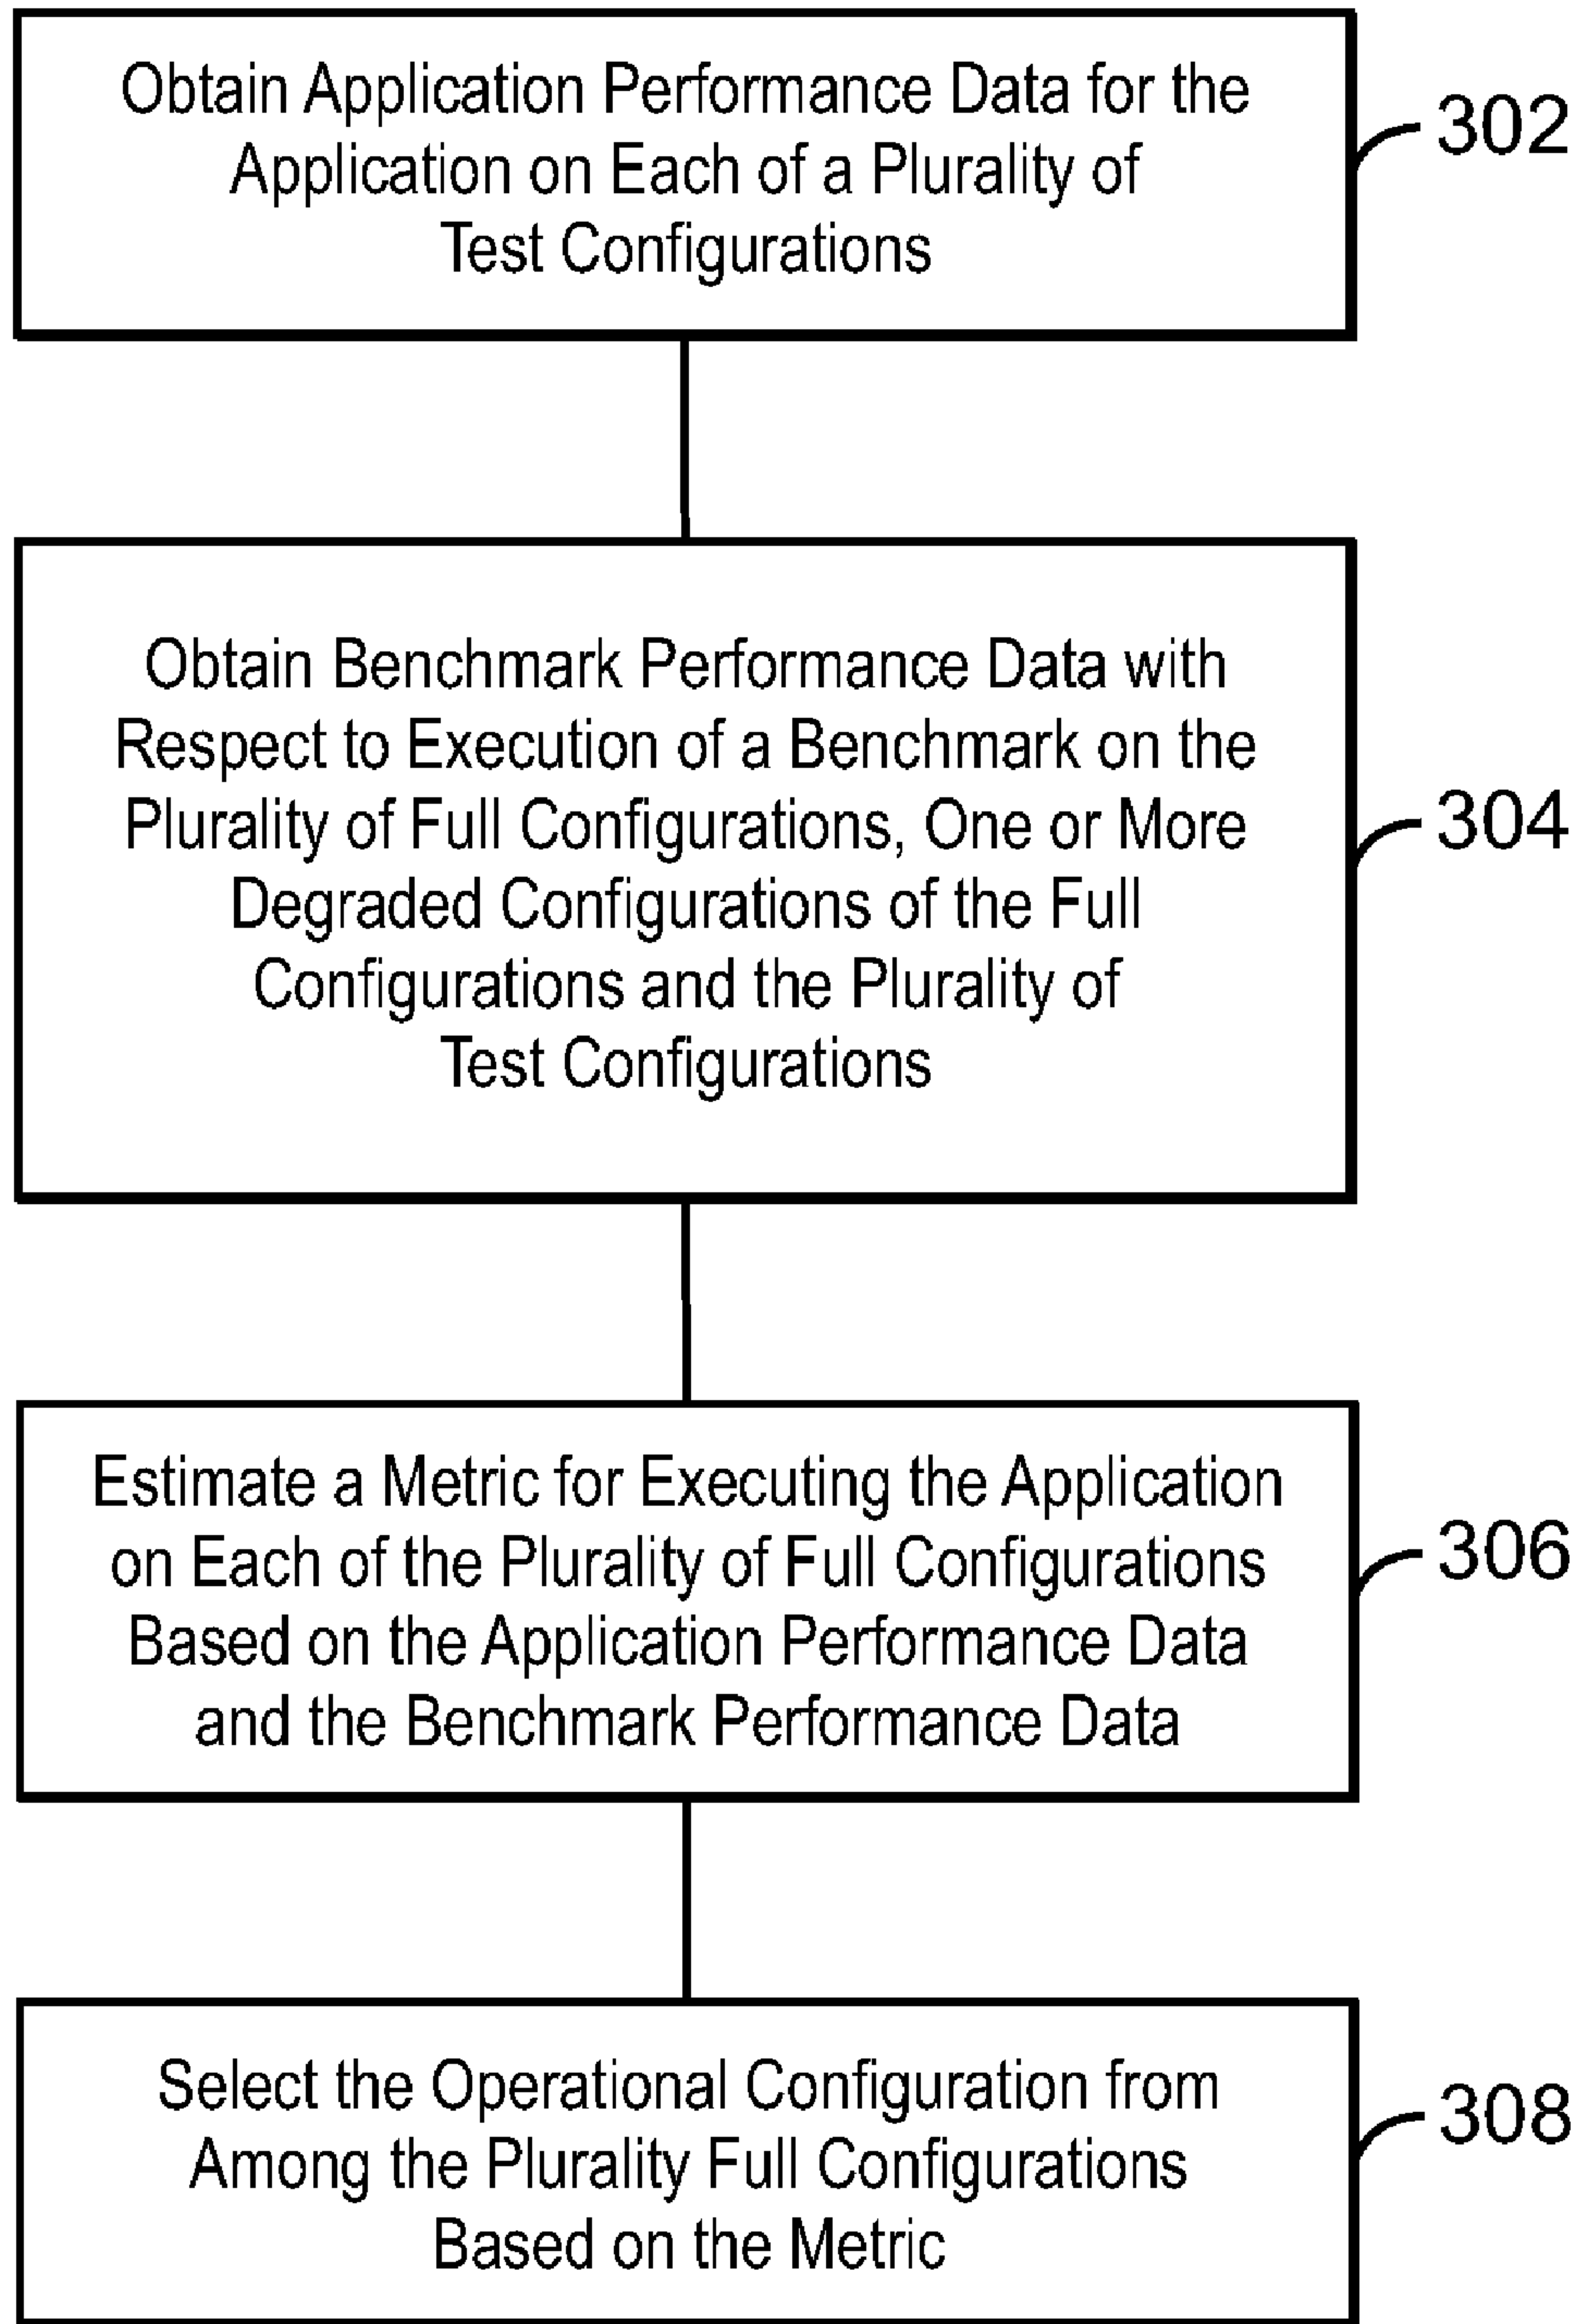 Obtain Application Performance Data for the
Application on Each of a Plurality of
Test Configurations
302
Obtain Benchmark Performance Data with
Respect to Execution of a Benchmark on the
Plurality of Full Configurations, One or More
Degraded Configurations of the Full
Configurations and the Plurality of
Test Configurations
304
Estimate a Metric for Executing the Application
on Each of the Plurality of Full Configurations
Based on the Application Performance Data
and the Benchmark Performance Data
306
Select the Operational Configuration from
Among the Plurality Full Configurations
Based on the Metric
308